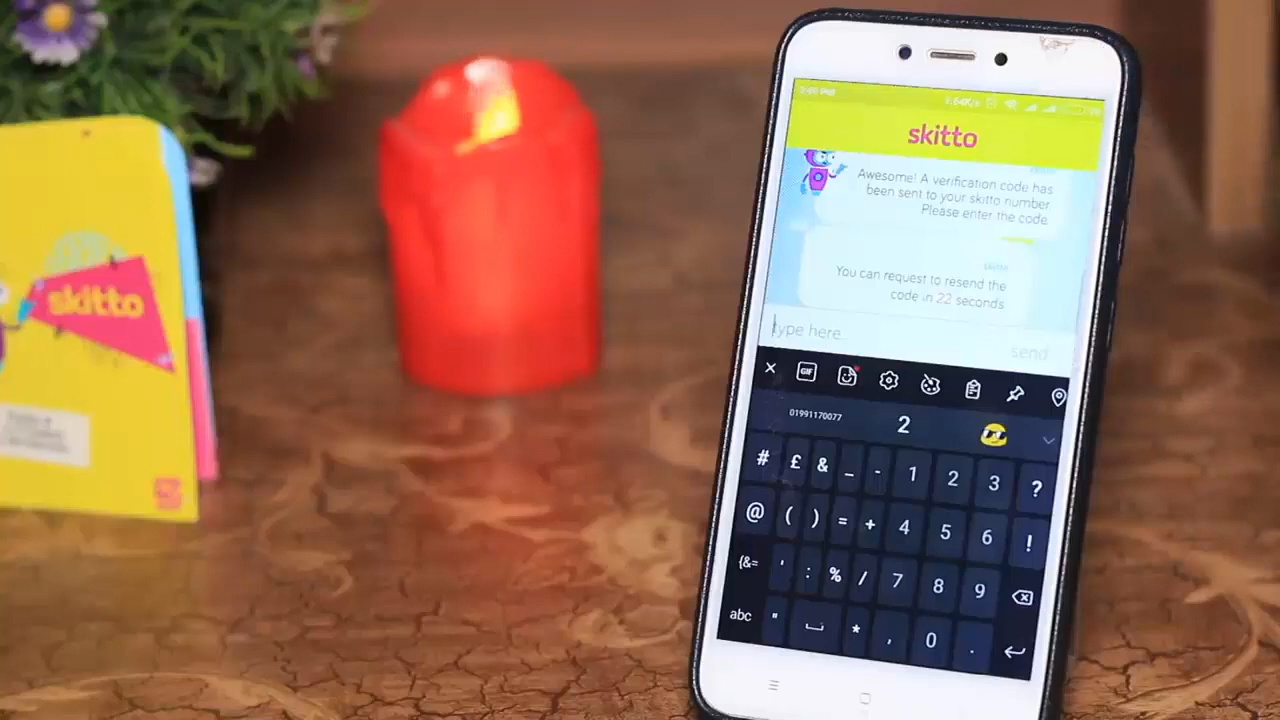 skitto
skitto
Awesome! A verification code has
been sent to your skitto number
Please enter the code
skitto
You can request to resend the
code in 22 seconds
type here..
send
GIF
01991170077
2
# £ & _ - 1 2 3 ?
@ ( ) = + 4 5 6 !
{&= ' : % / 7 8 9
abc " * , 0 .